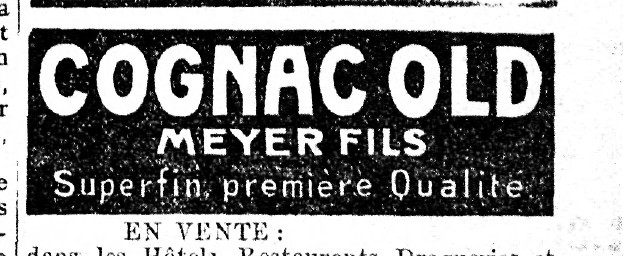 COGNAC OLD
MEYER FILS
Superfin, première Qualité
EN VENTE:
dans les Hôtels Restaurants Drogueries et